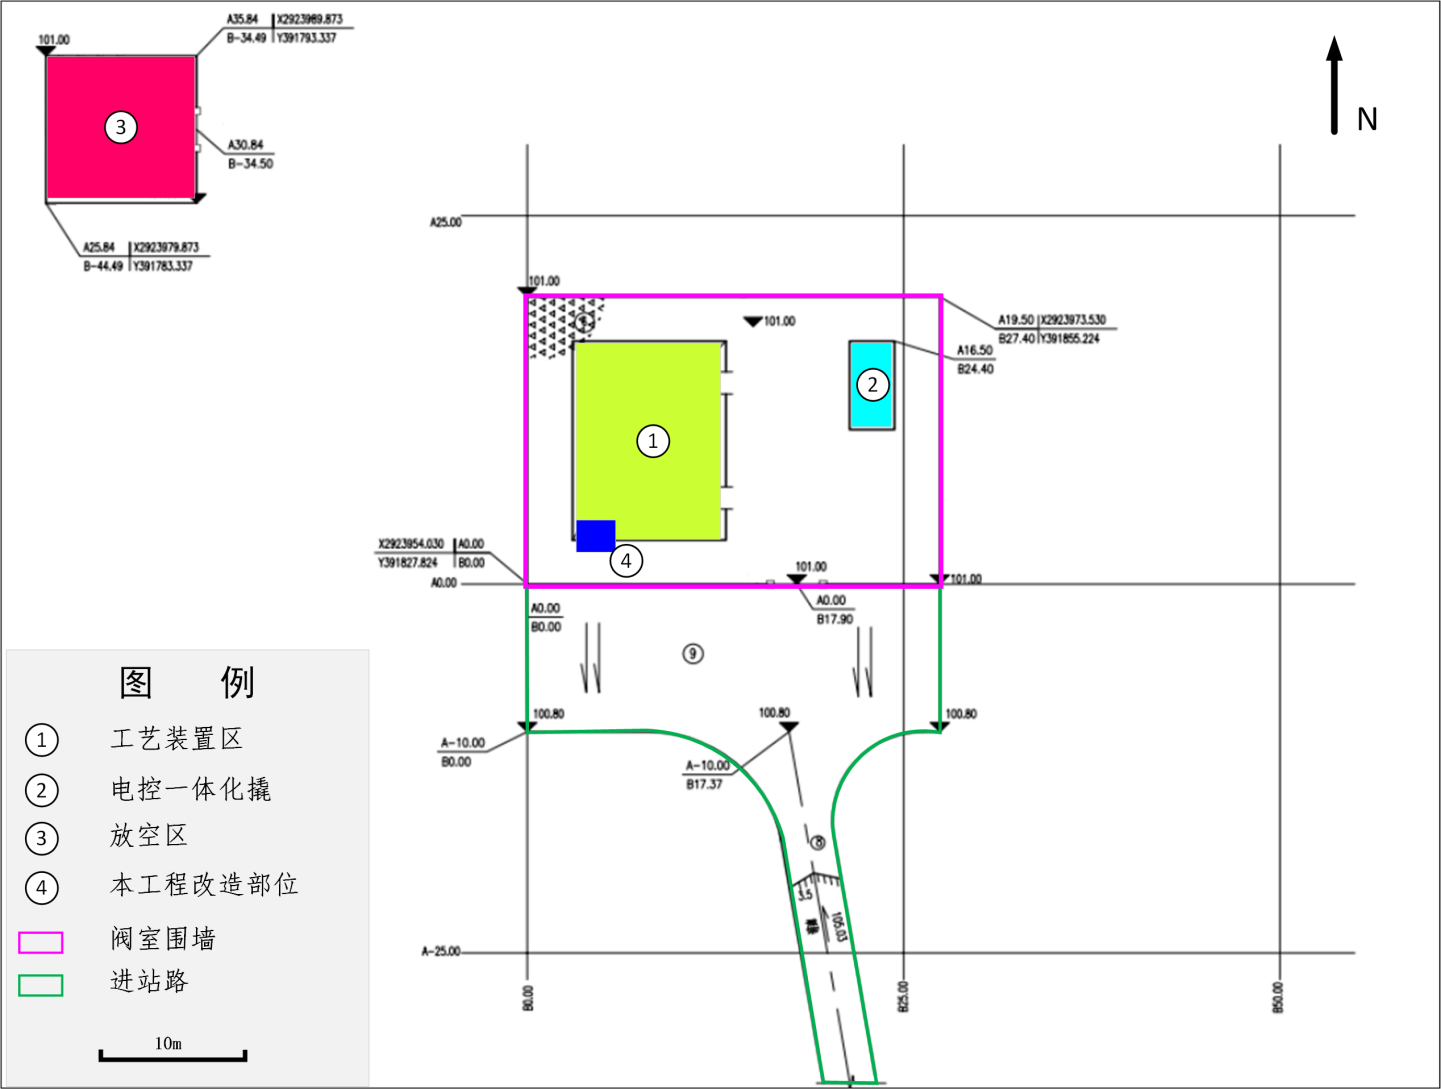 A35.84 X2923989.873
B-34.49 Y391793.337
101.00
3
A30.84
B-34.50
A25.84 X2923979.873
B-44.49 Y391783.337
N
A25.00
101.00
101.00
A19.50 X2923973.530
B27.40 Y391855.224
A16.50
B24.40
2
1
4
X2923954.030 A0.00
Y391827.824 B0.00
A0.00
101.00
101.00
A0.00
B17.90
A0.00
B0.00
9
100.80
100.80
100.80
A-10.00
B0.00
A-10.00
B17.37
8
3.5
105.03
A-25.00
B0.00
B25.00
B50.00
图 例
1 工艺装置区
2 电控一体化撬
3 放空区
4 本工程改造部位
阀室围墙
进站路
10m